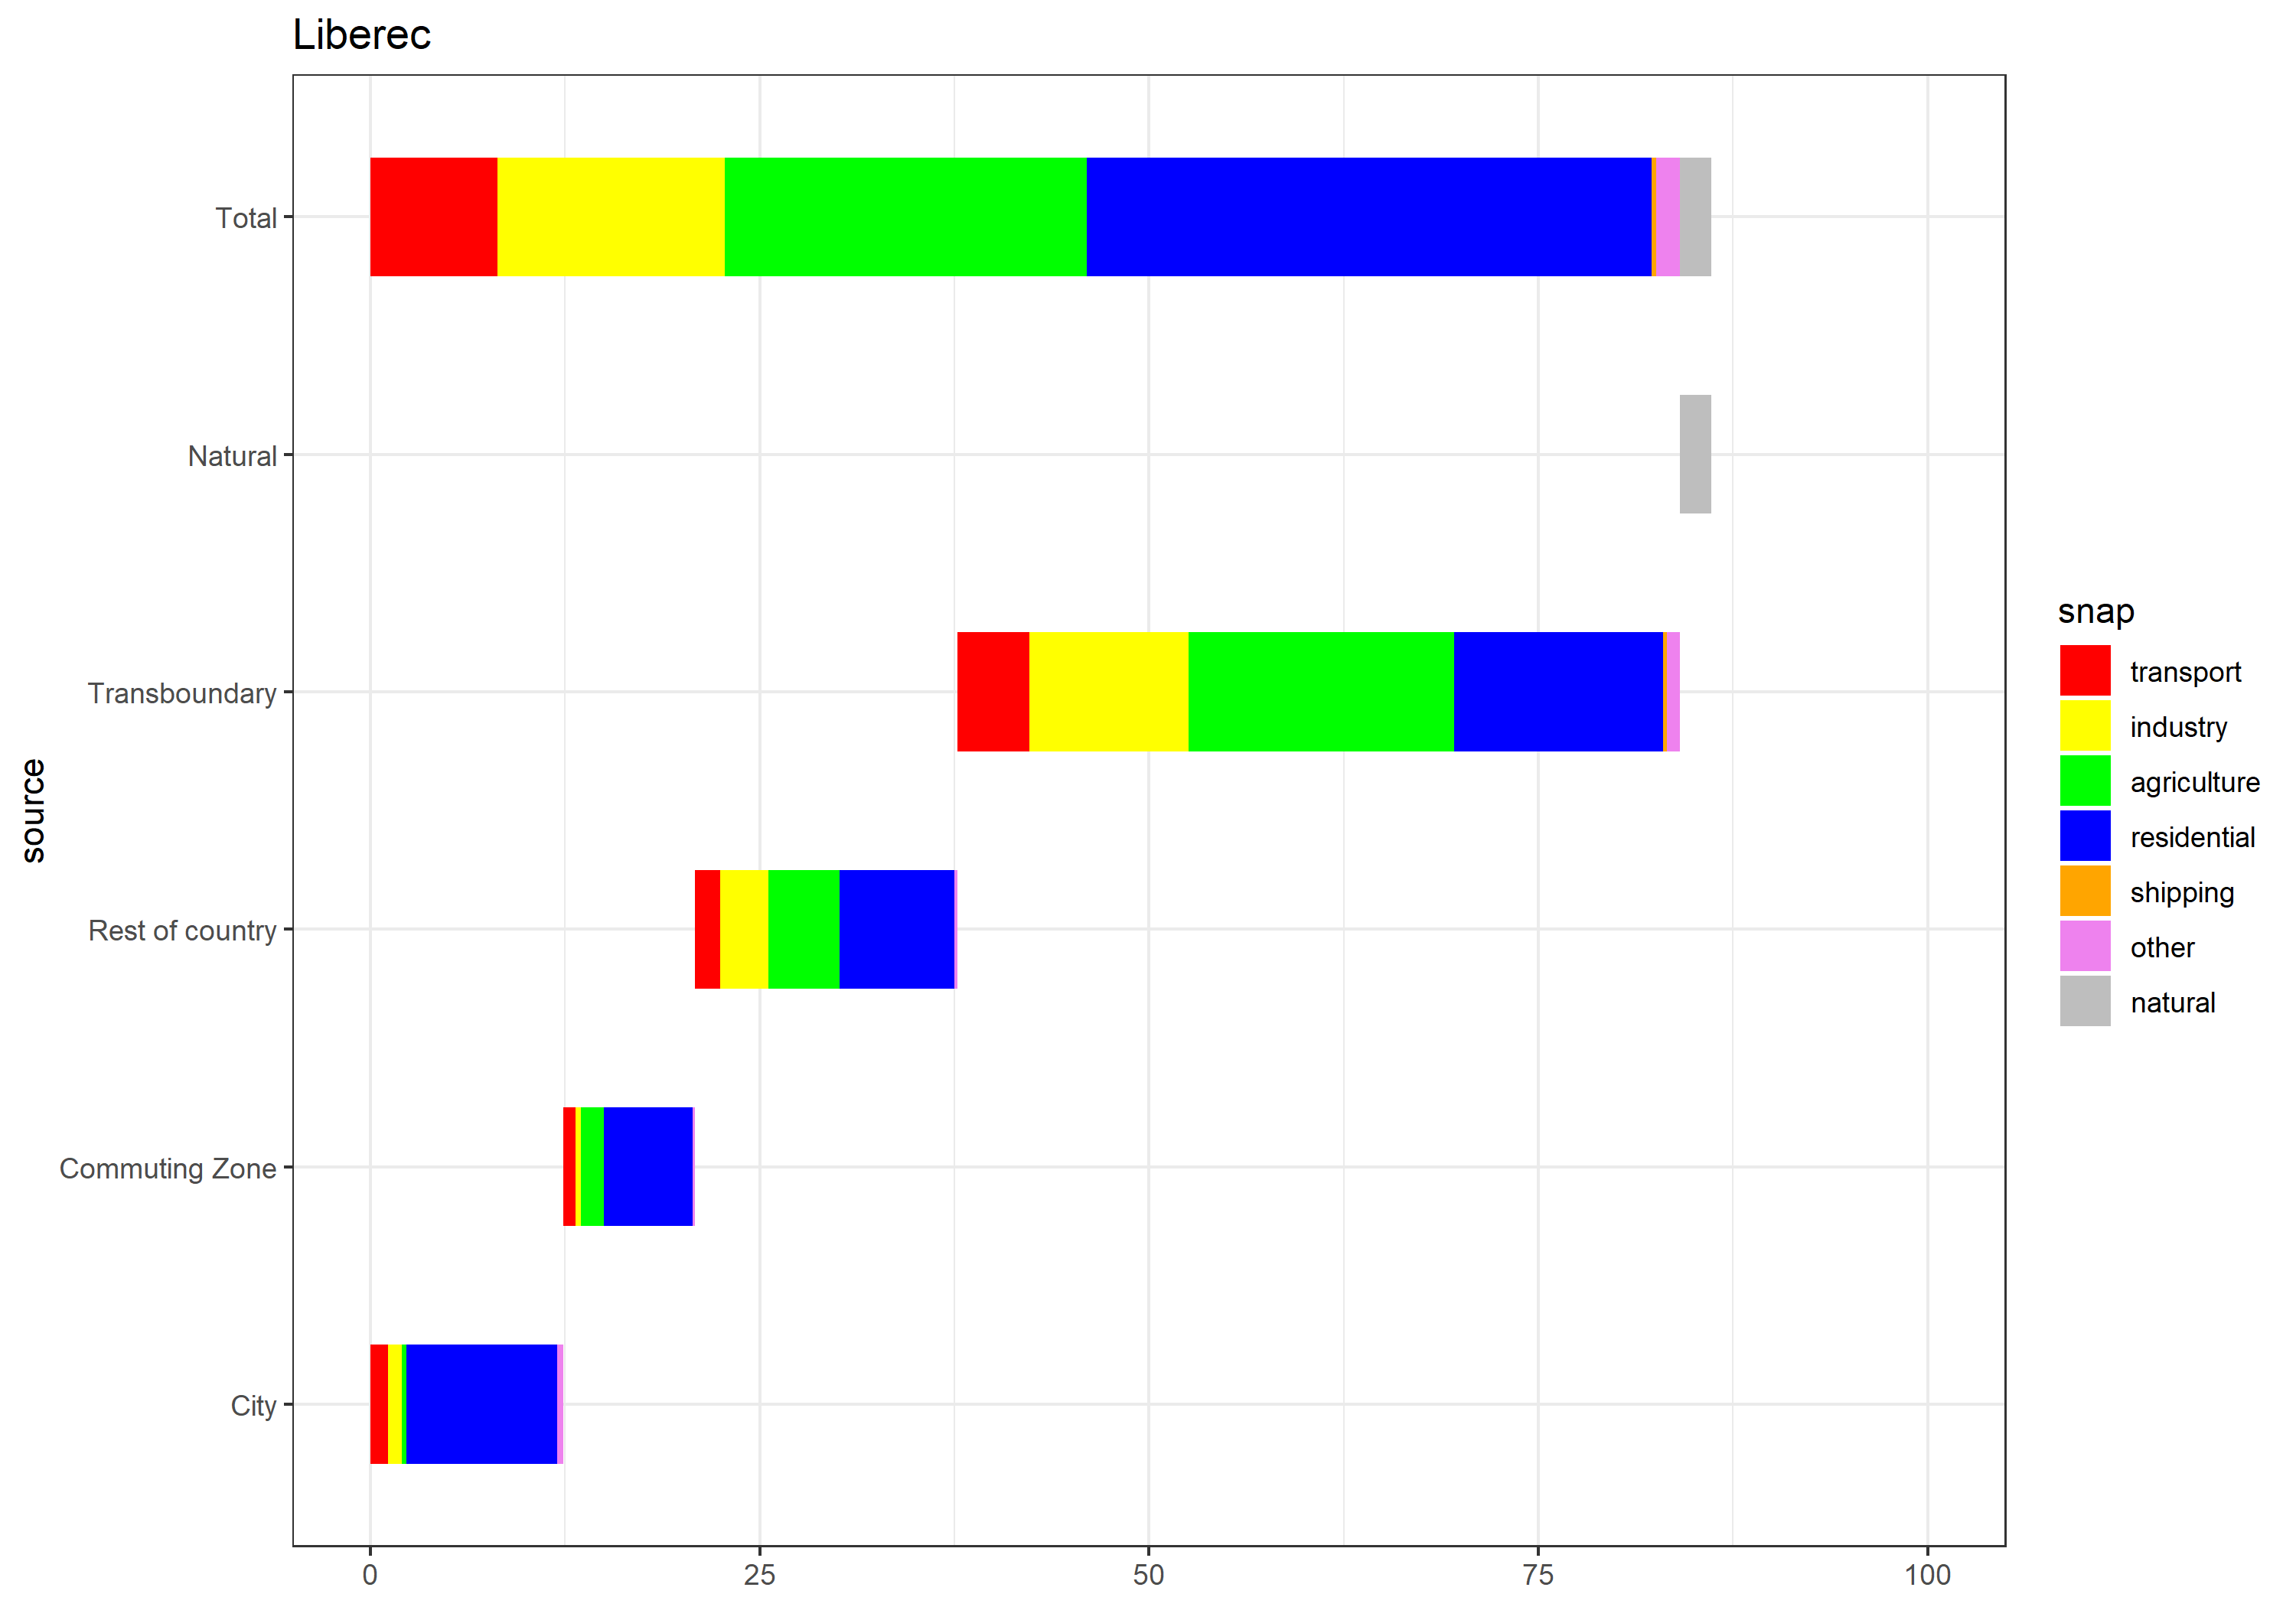 Liberec
Total
Natural
Transboundary
Rest of country
Commuting Zone
City
source
0
25
50
75
100
snap
transport
industry
agriculture
residential
shipping
other
natural